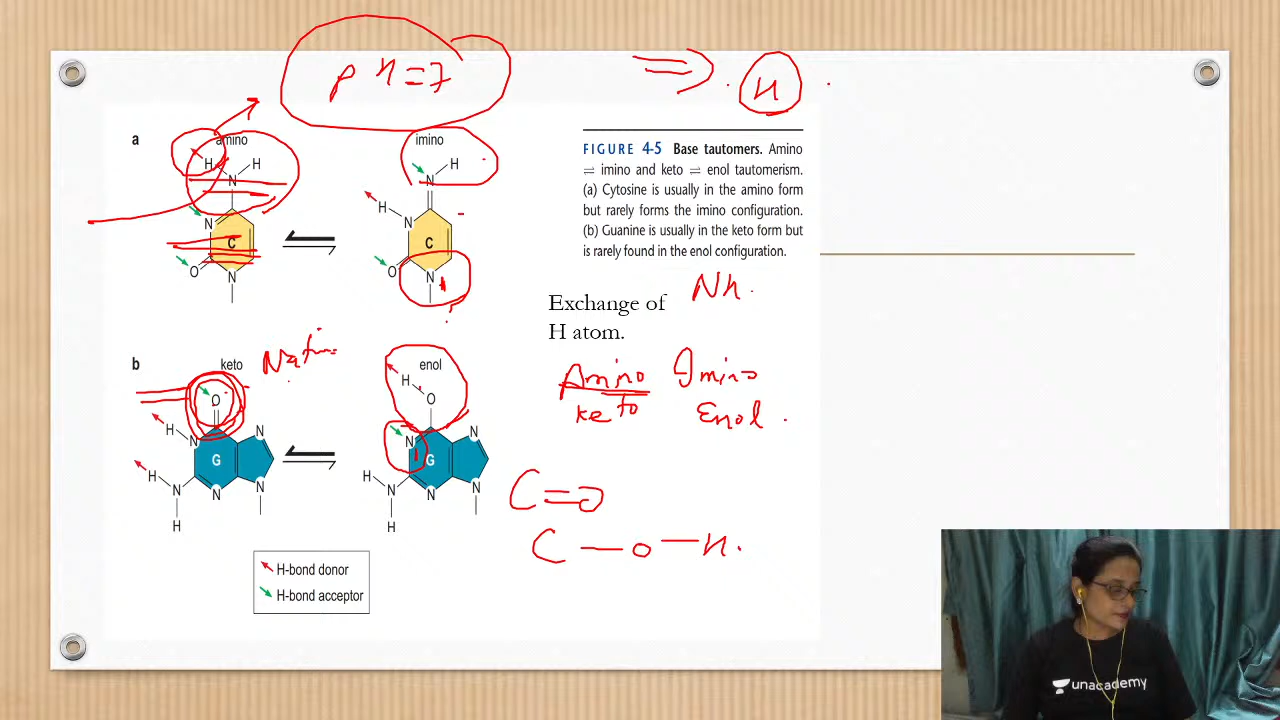 pH=7
H
a
amino
imino
H H
N
N
C
O
N
N H
H
N
C
O
N
FIGURE 4-5 Base tautomers. Amino
⇌ imino and keto ⇌ enol tautomerism.
(a) Cytosine is usually in the amino form
but rarely forms the imino configuration.
(b) Guanine is usually in the keto form but
is rarely found in the enol configuration.
NH
Exchange of
H atom.
Amino Imino
keto Enol
b
keto
enol
O
H
N
N
G
H
N
N
N
H
H
O
N
N
G
H
N
N
N
H
C=O
C-O-H
H-bond donor
H-bond acceptor
unacademy